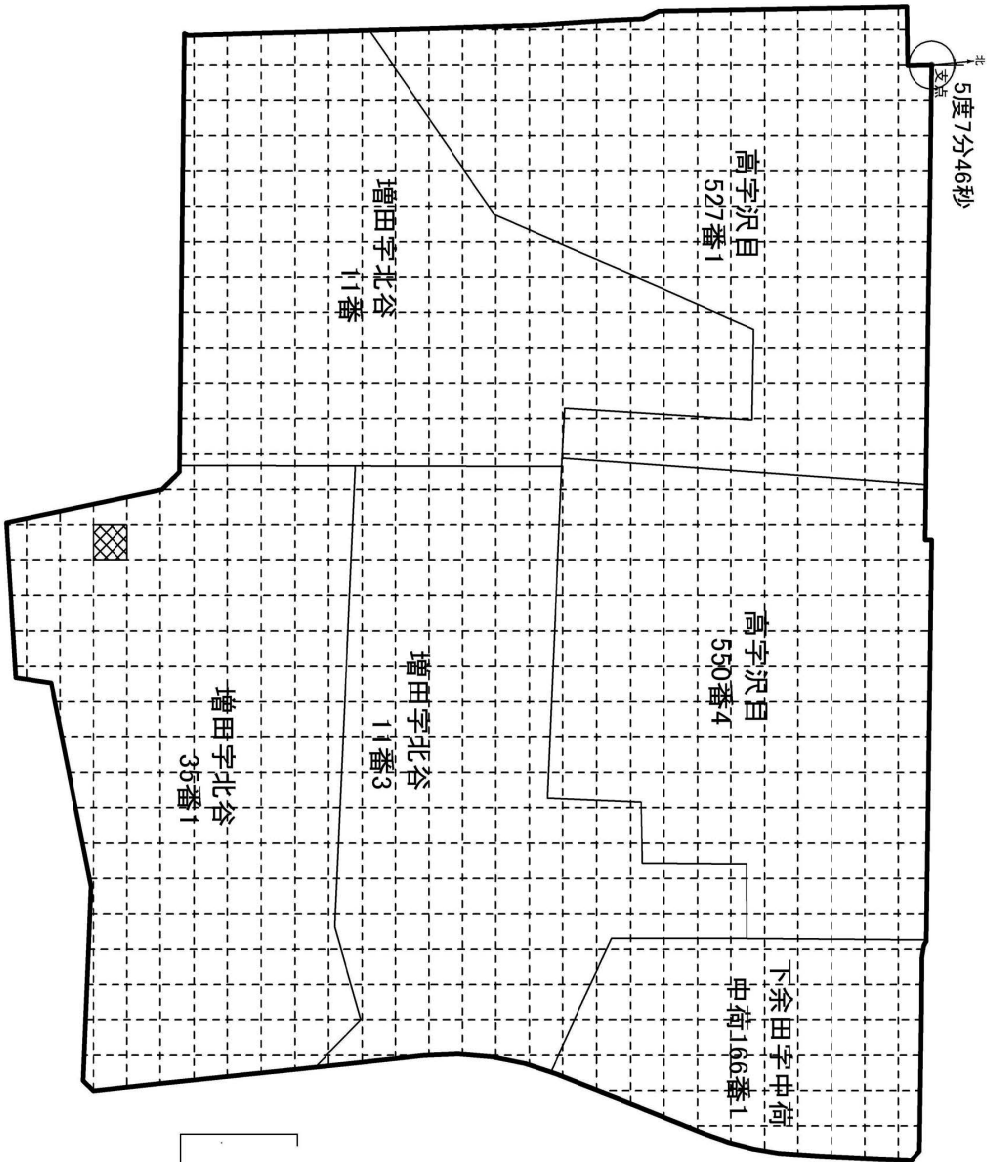 北
支点
5度7分46秒
高字沢目
527番1
増田字北谷
11番
高字沢目
550番4
増田字北谷
11番3
増田字北谷
35番1
下余田字中荷
中荷166番1